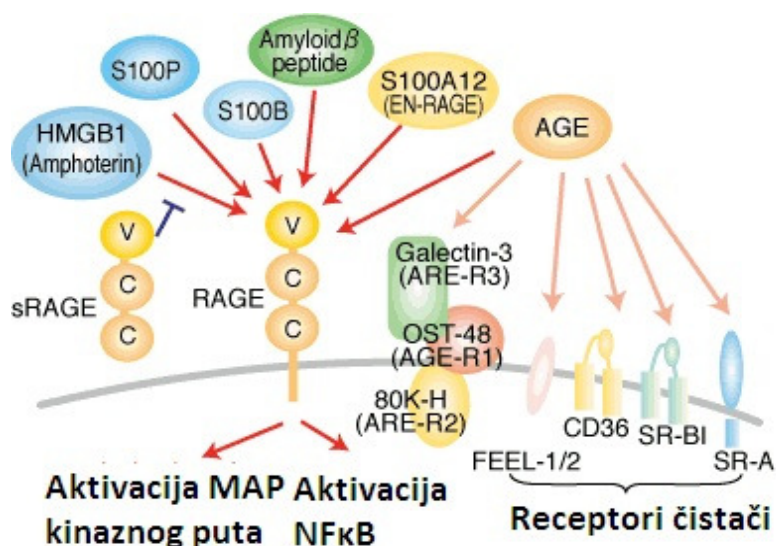 Amyloid β
peptide
S100P
S100B
S100A12
(EN-RAGE)
AGE
HMGB1
(Amphoterin)
V
C
C
sRAGE
V
C
C
RAGE
Galectin-3
(ARE-R3)
OST-48
(AGE-R1)
80K-H
(ARE-R2)
FEEL-1/2
CD36
SR-BI
SR-A
Aktivacija MAP
kinaznog puta
Aktivacija
NFκB
Receptori čistači